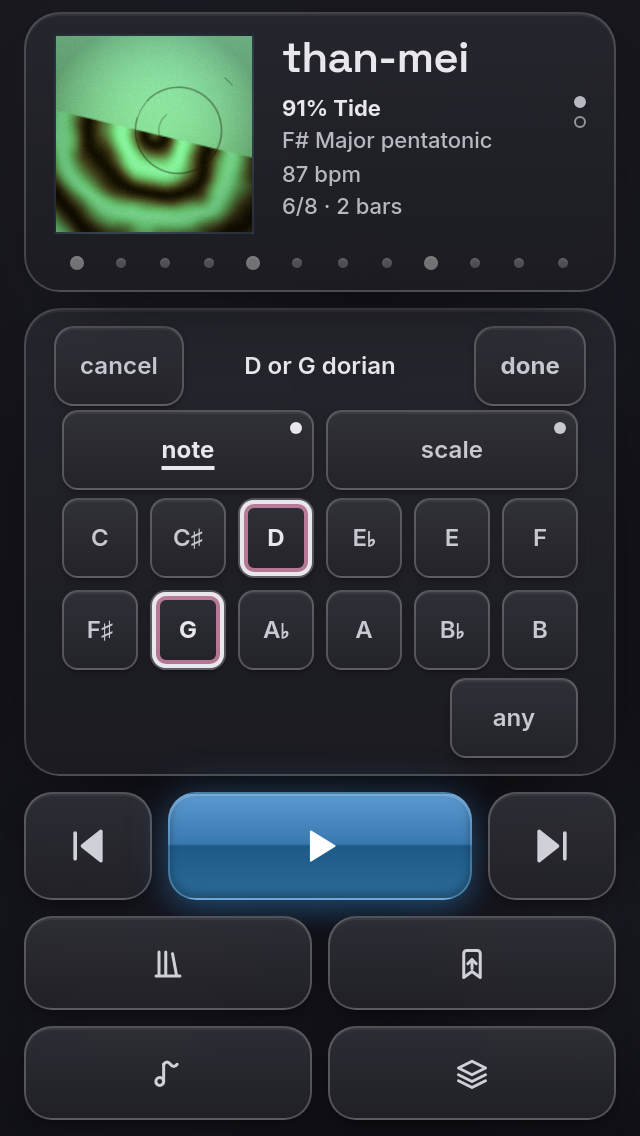 than-mei
91% Tide
F# Major pentatonic
87 bpm
6/8 · 2 bars
cancel
D or G dorian
done
note
scale
C
C♯
D
E♭
E
F
F♯
G
A♭
A
B♭
B
any